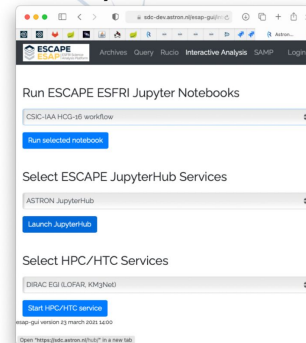 sdc-dev.astron.nl/esap-gui/
Astron...
ESCAPE
ESAP
Archives Query Rucio Interactive Analysis SAMP Login
Run ESCAPE ESFRI Jupyter Notebooks
CSIC-IAA HCG-16 workflow
Run selected notebook
Select ESCAPE JupyterHub Services
ASTRON JupyterHub
Launch JupyterHub
Select HPC/HTC Services
DIRAC EGI (LOFAR, KM3Net)
Start HPC/HTC service
esap-gui version 23 march 2021 14:00
Open "https://sdc.astron.nl/hub/" in a new tab